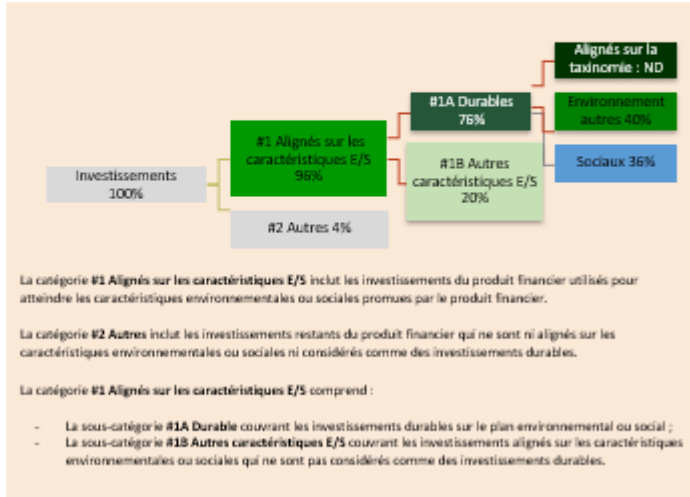 Alignés sur la
taxinomie : ND
#1A Durables
76%
Environnement
autres 40%
#1 Alignés sur les
caractéristiques E/S
96%
Investissements
100%
#1B Autres
caractéristiques E/S
20%
Sociaux 36%
#2 Autres 4%
La catégorie #1 Alignés sur les caractéristiques E/S inclut les investissements du produit financier utilisés pour
atteindre les caractéristiques environnementales ou sociales promues par le produit financier.
La catégorie #2 Autres inclut les investissements restants du produit financier qui ne sont ni alignés sur les
caractéristiques environnementales ou sociales ni considérés comme des investissements durables.
La catégorie #1 Alignés sur les caractéristiques E/S comprend :
- La sous-catégorie #1A Durable couvrant les investissements durables sur le plan environnemental ou social ;
- La sous-catégorie #1B Autres caractéristiques E/S couvrant les investissements alignés sur les caractéristiques
environnementales ou sociales qui ne sont pas considérés comme des investissements durables.